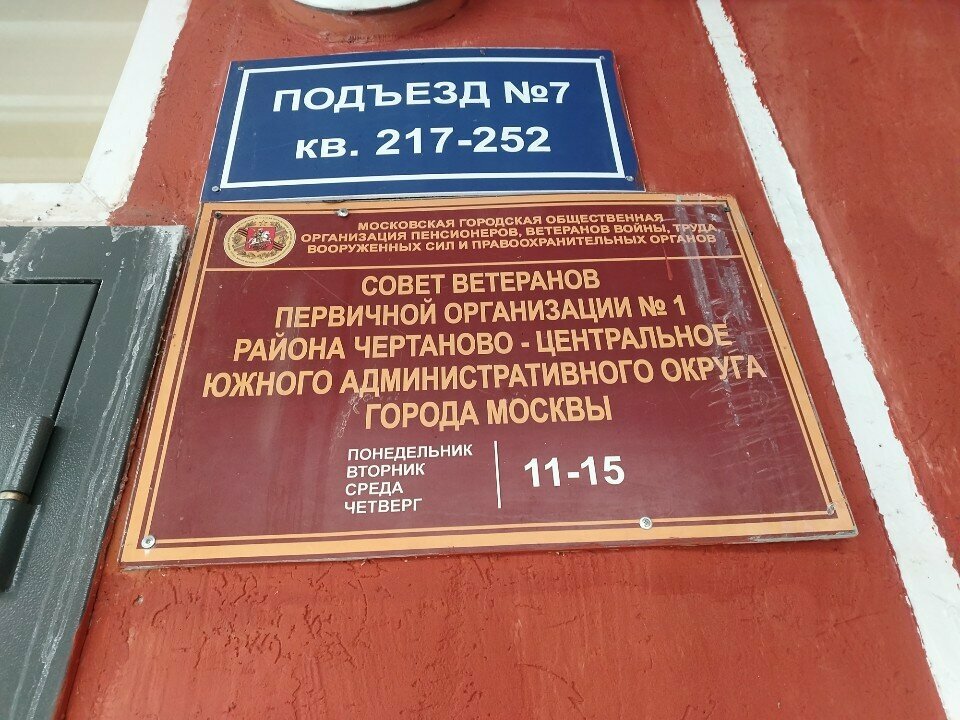 ПОДЪЕЗД №7
кв. 217-252
МОСКОВСКАЯ ГОРОДСКАЯ ОБЩЕСТВЕННАЯ
ОРГАНИЗАЦИЯ ПЕНСИОНЕРОВ, ВЕТЕРАНОВ ВОЙНЫ, ТРУДА,
ВООРУЖЕННЫХ СИЛ И ПРАВООХРАНИТЕЛЬНЫХ ОРГАНОВ
СОВЕТ ВЕТЕРАНОВ
ПЕРВИЧНОЙ ОРГАНИЗАЦИИ № 1
РАЙОНА ЧЕРТАНОВО - ЦЕНТРАЛЬНОЕ
ЮЖНОГО АДМИНИСТРАТИВНОГО ОКРУГА
ГОРОДА МОСКВЫ
ПОНЕДЕЛЬНИК
ВТОРНИК
СРЕДА
ЧЕТВЕРГ
11-15